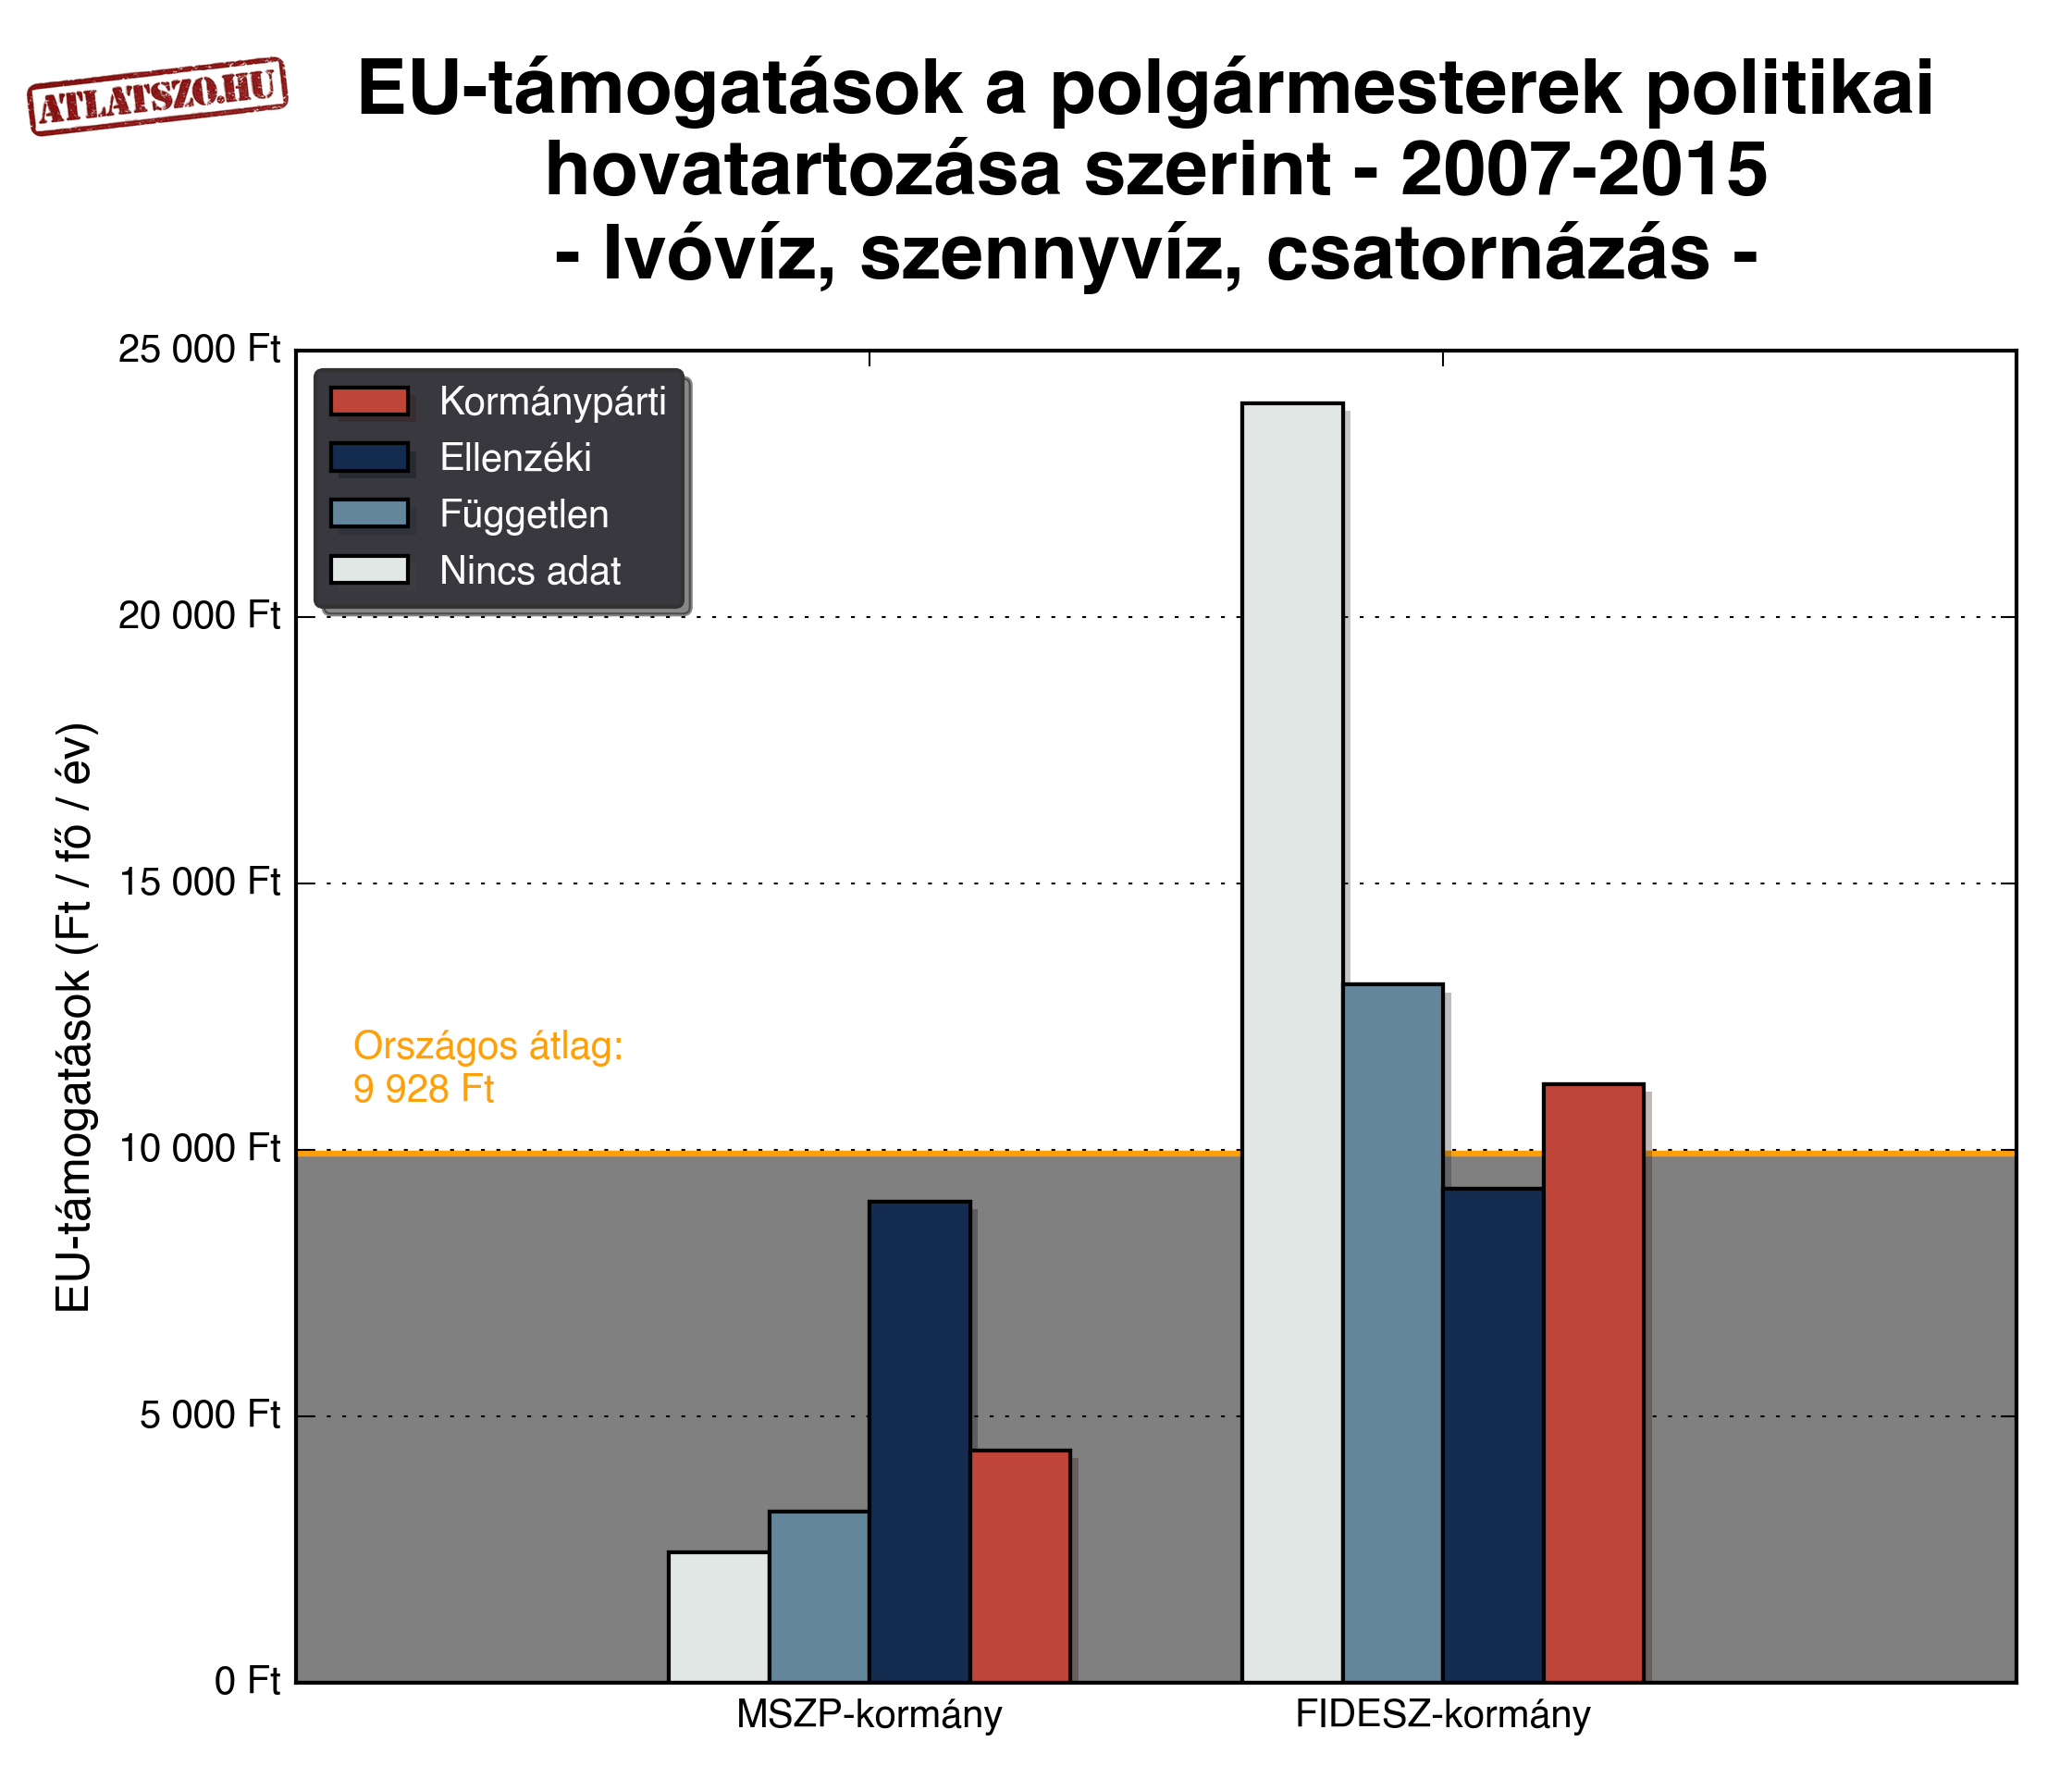 ATLATSZO.HU
EU-támogatások a polgármesterek politikai
hovatartozása szerint - 2007-2015
- Ivóvíz, szennyvíz, csatornázás -
25 000 Ft
20 000 Ft
15 000 Ft
10 000 Ft
5 000 Ft
0 Ft
EU-támogatások (Ft / fő / év)
Kormánypárti
Ellenzéki
Független
Nincs adat
Országos átlag:
9 928 Ft
MSZP-kormány
FIDESZ-kormány